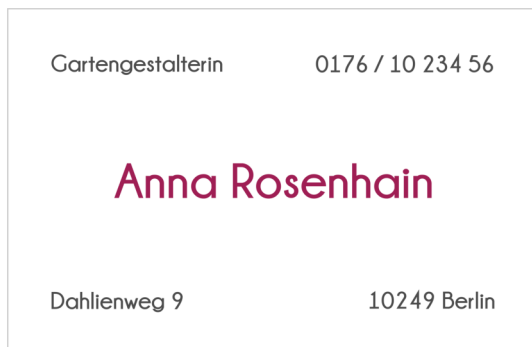 Gartengestalterin 0176 / 10 234 56
Anna Rosenhain
Dahlienweg 9 10249 Berlin